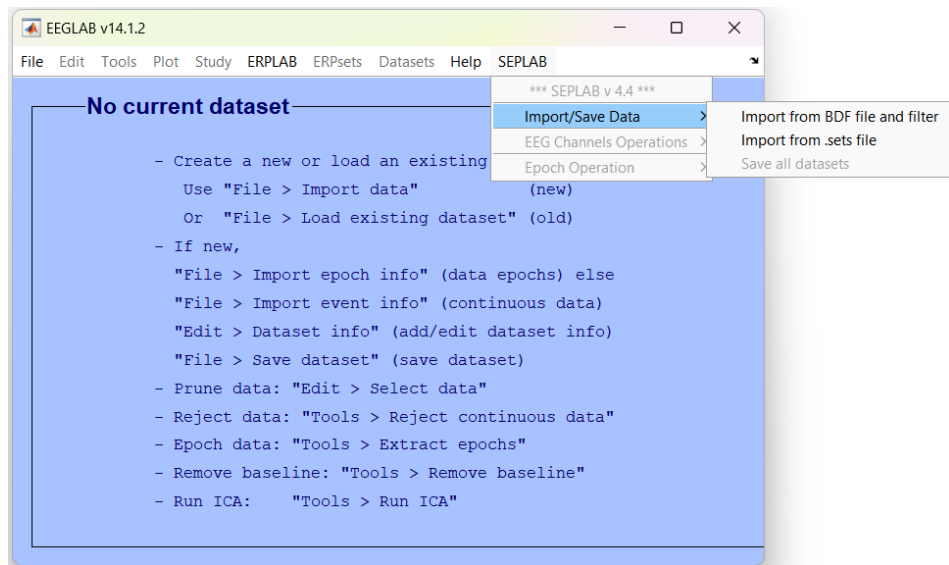 EEGLAB v14.1.2
File Edit Tools Plot Study ERPLAB ERPsets Datasets Help SEPLAB
*** SEPLAB v 4.4 ***
Import/Save Data
EEG Channels Operations
Epoch Operation
Import from BDF file and filter
Import from .sets file
Save all datasets
No current dataset
- Create a new or load an existing
Use "File > Import data" (new)
Or "File > Load existing dataset" (old)
- If new,
"File > Import epoch info" (data epochs) else
"File > Import event info" (continuous data)
"Edit > Dataset info" (add/edit dataset info)
"File > Save dataset" (save dataset)
- Prune data: "Edit > Select data"
- Reject data: "Tools > Reject continuous data"
- Epoch data: "Tools > Extract epochs"
- Remove baseline: "Tools > Remove baseline"
- Run ICA: "Tools > Run ICA"